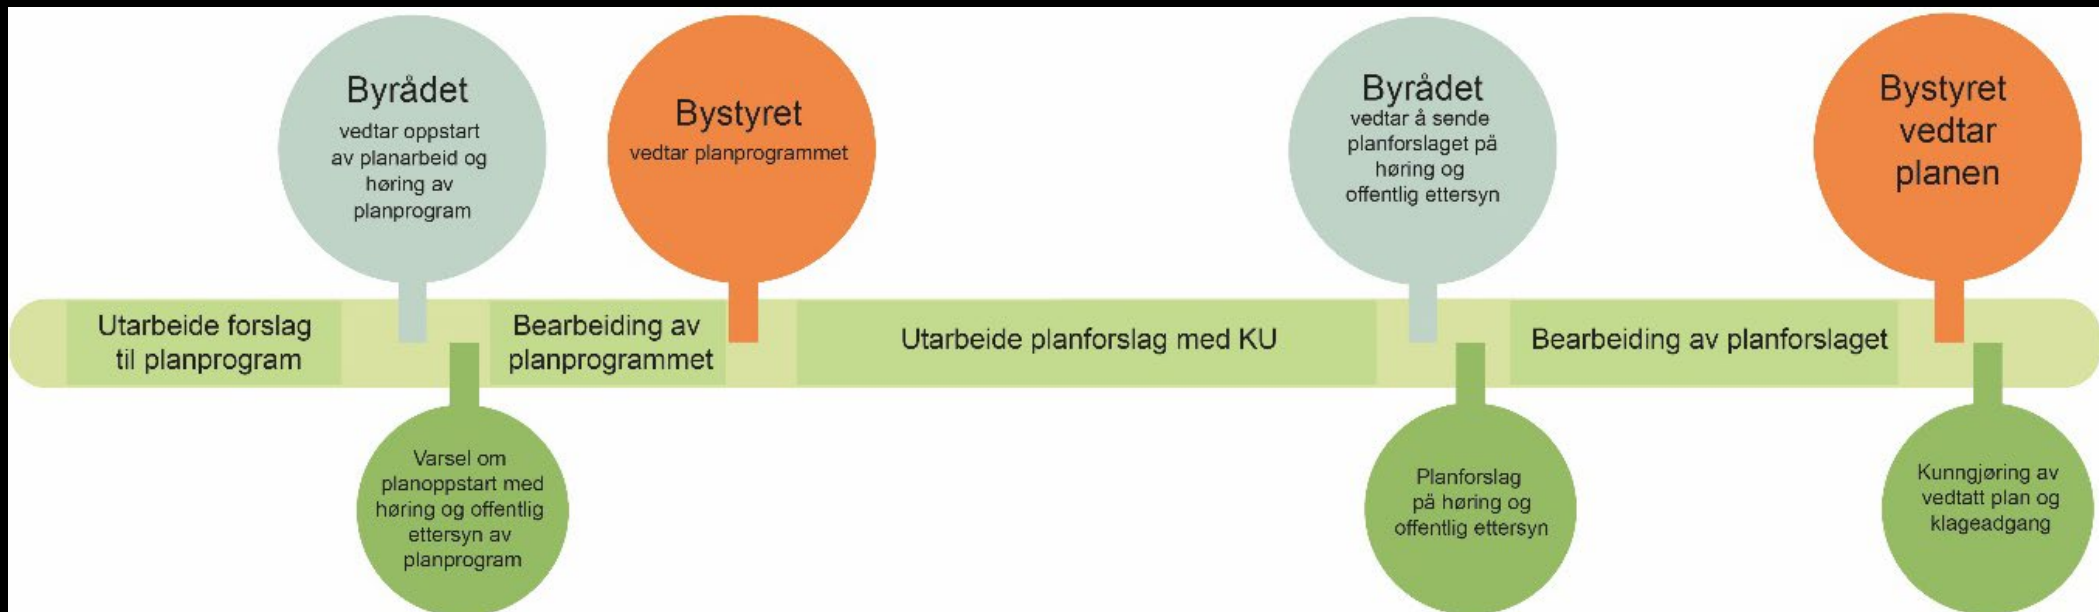 Byrådet
vedtar oppstart
av planarbeid og
høring av
planprogram
Bystyret
vedtar planprogrammet
Byrådet
vedtar å sende
planforslaget på
høring og
offentlig ettersyn
Bystyret
vedtar
planen
Utarbeide forslag
til planprogram
Bearbeiding av
planprogrammet
Utarbeide planforslag med KU
Bearbeiding av planforslaget
Varsel om
planoppstart med
høring og offentlig
ettersyn av
planprogram
Planforslag
på høring og
offentlig ettersyn
Kunngjøring av
vedtatt plan og
klageadgang